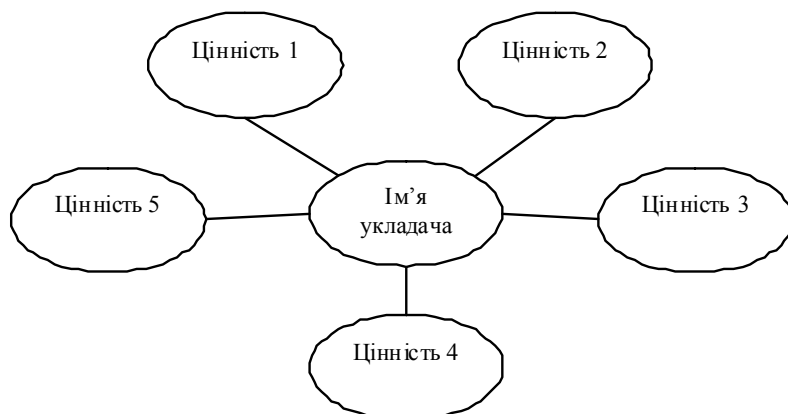 Цінність 1
Цінність 2
Цінність 5
Ім’я
укладача
Цінність 3
Цінність 4